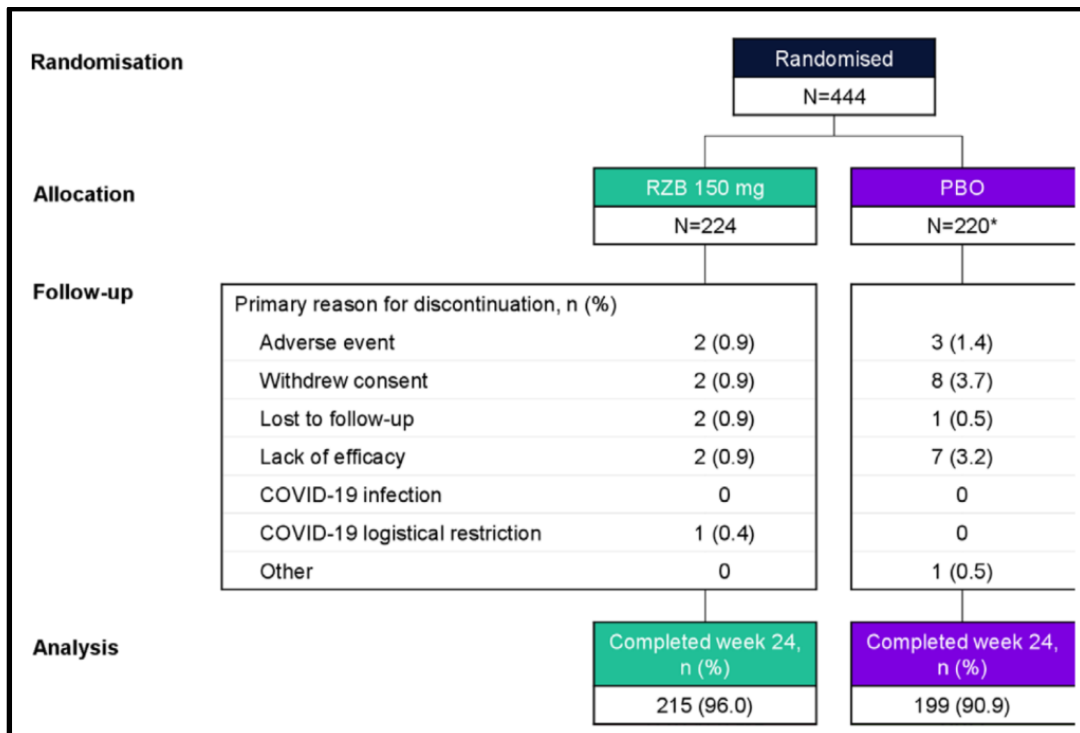 Randomisation
Randomised
N=444
Allocation
RZB 150 mg
PBO
N=224
N=220*
Follow-up
Primary reason for discontinuation, n (%)
Adverse event 2 (0.9) 3 (1.4)
Withdrew consent 2 (0.9) 8 (3.7)
Lost to follow-up 2 (0.9) 1 (0.5)
Lack of efficacy 2 (0.9) 7 (3.2)
COVID-19 infection 0 0
COVID-19 logistical restriction 1 (0.4) 0
Other 0 1 (0.5)
Analysis
Completed week 24,
n (%)
215 (96.0)
Completed week 24,
n (%)
199 (90.9)